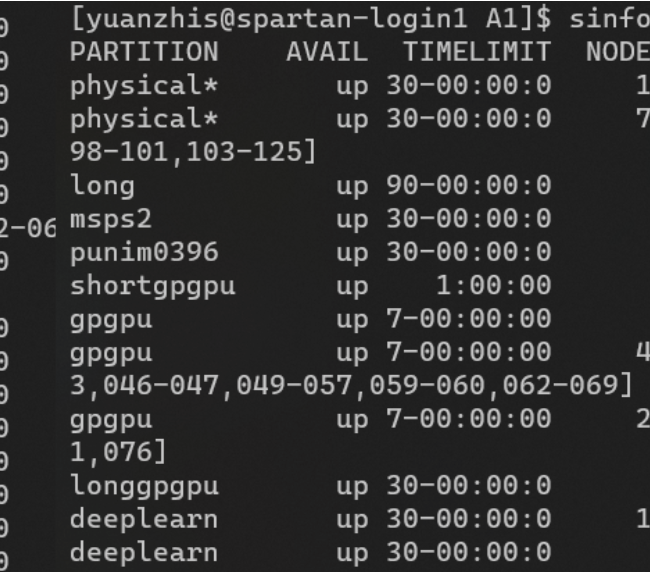 [yuanzhis@spartan-login1 A1]$ sinfo
PARTITION AVAIL TIMELIMIT NODE
physical* up 30-00:00:0 1
physical* up 30-00:00:0 7
98-101,103-125]
long up 90-00:00:0
2-06
msps2 up 30-00:00:0
punim0396 up 30-00:00:0
shortgpgpu up 1:00:00
gpgpu up 7-00:00:00
gpgpu up 7-00:00:00 4
3,046-047,049-057,059-060,062-069]
gpgpu up 7-00:00:00 2
1,076]
longgpgpu up 30-00:00:0
deeplearn up 30-00:00:0 1
deeplearn up 30-00:00:0